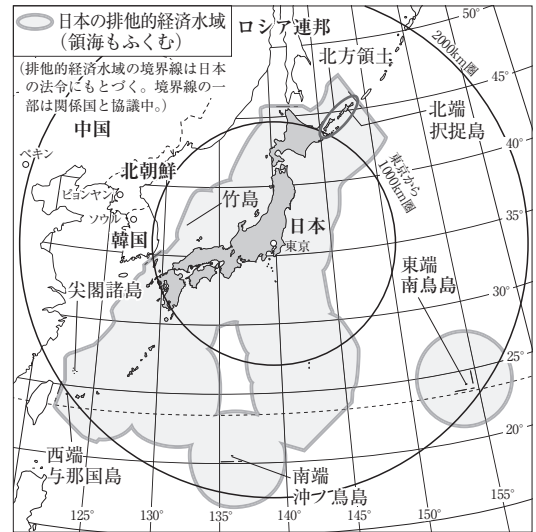 日本の排他的経済水域
(領海もふくむ)
(排他的経済水域の境界線は日本
の法令にもとづく。境界線の一
部は関係国と協議中。)
ロシア連邦
北方領土
2000km圏
50°
45°
北端
択捉島
40°
中国
ペキン
北朝鮮
ピョンヤン
ソウル
韓国
竹島
日本
東京
東京から
1000km圏
35°
東端
南鳥島
30°
尖閣諸島
25°
20°
西端
与那国島
南端
沖ノ鳥島
125°
130°
135°
140°
145°
150°
155°